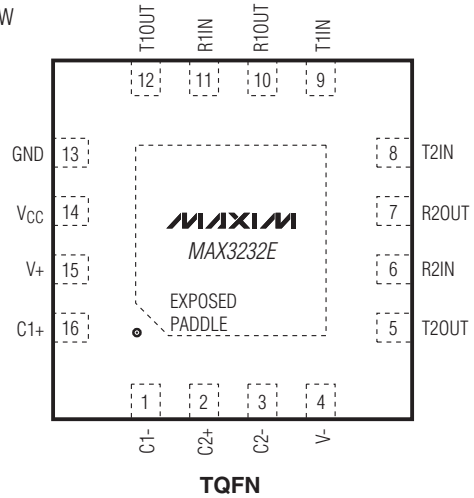 W
T1OUT
R1IN
R1OUT
T1IN
12 11 10 9
GND 13
8 T2IN
VCC 14
7 R2OUT
MAXIM
MAX3232E
V+ 15
6 R2IN
EXPOSED
PADDLE
C1+ 16
5 T2OUT
1 2 3 4
C1-
C2+
C2-
V-
TQFN